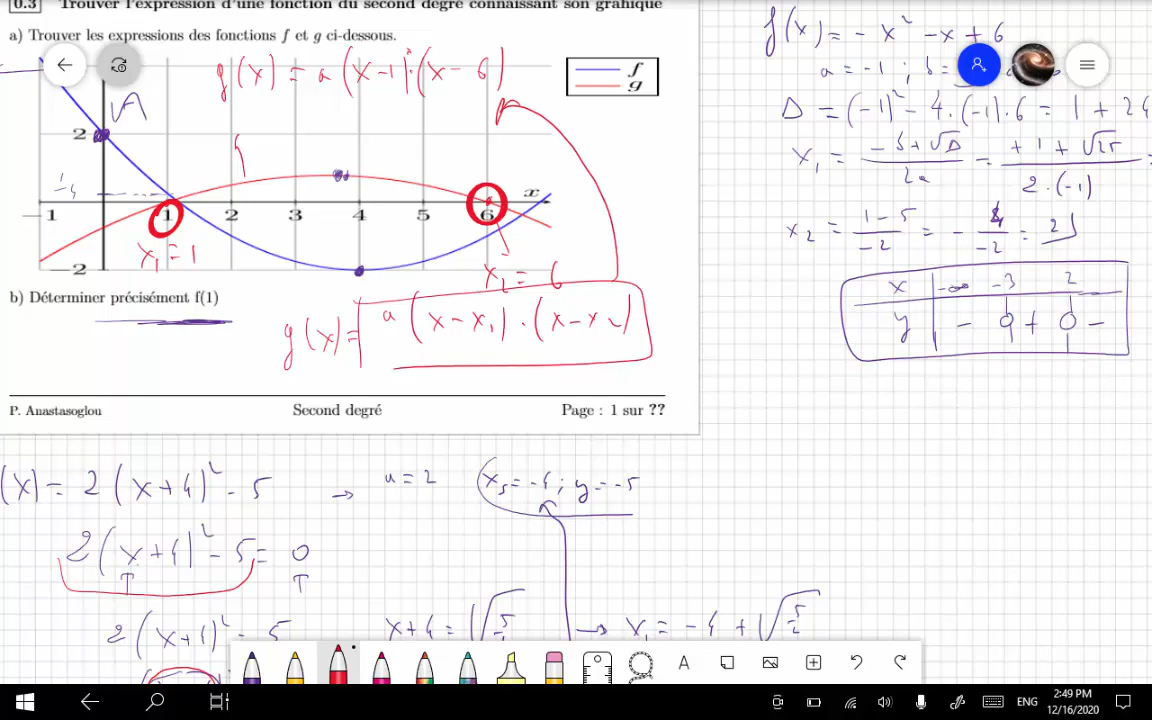 0.3 Trouver l'expression d'une fonction du second degré connaissant son graphique
a) Trouver les expressions des fonctions f et g ci-dessous.
g(x) = a (x-1)·(x-6)
f
g
2
1/4
x
-1 1 2 3 4 5 6
-2
x₁ = 1
x₂ = 6
b) Déterminer précisément f(1)
g(x) = a (x-x₁)·(x-x₂)
P. Anastasoglou Second degré Page : 1 sur ??
f(x) = - x² - x + 6
a = -1 ;
Δ = (-1)² - 4·(-1)·6 = 1 + 24
x₁ = -b+√Δ / 2a = +1 + √25 / 2·(-1) =
x₂ = 1-5 / -2 = -4 / -2 = 2
x -∞ -3 2
y - 0 + 0 -
(x) = 2 (x+4)² - 5 → a = 2 (xₛ = -4 ; y = -5
2 (x+4)² - 5 = 0
2 (x+4)² - 5
x+4 = √5/2 → x₁ = -4 + √5/2
A
ENG
2:49 PM
12/16/2020